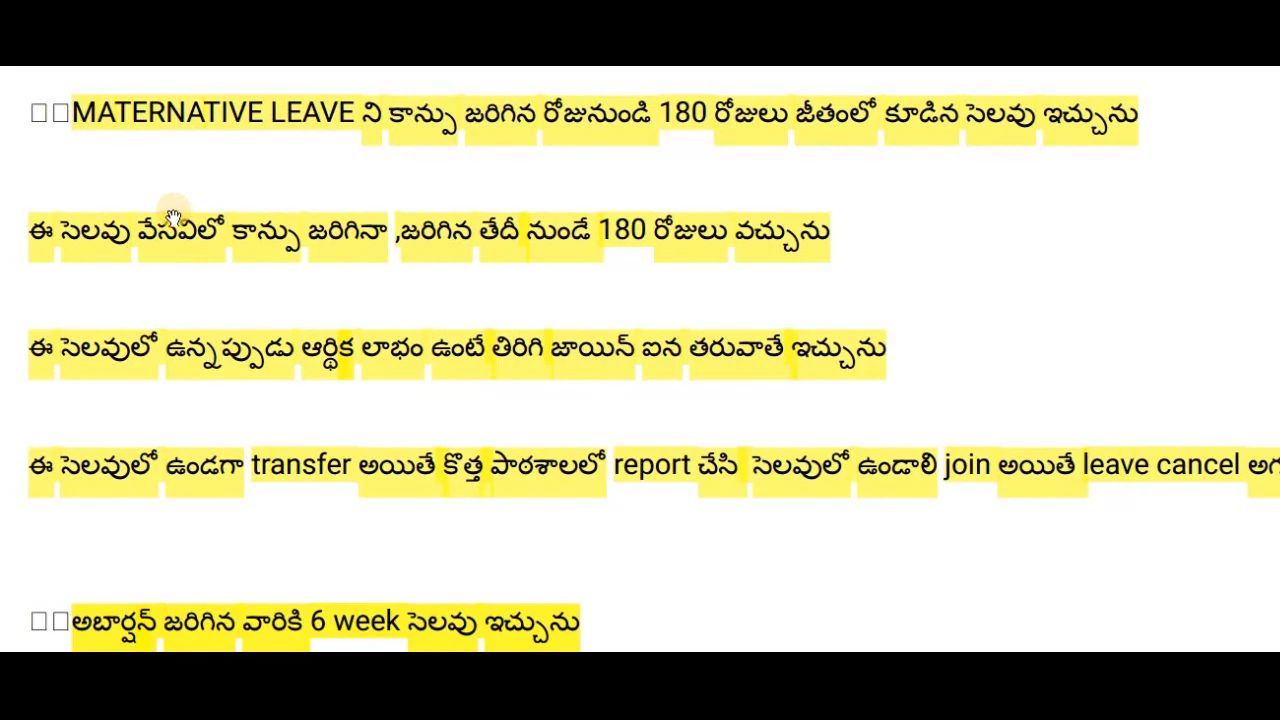 MATERNATIVE LEAVE ని కాన్పు జరిగిన రోజునుండి 180 రోజులు జీతంలో కూడిన సెలవు ఇచ్చును
ఈ సెలవు వేసవిలో కాన్పు జరిగినా ,జరిగిన తేదీ నుండే 180 రోజులు వచ్చును
ఈ సెలవులో ఉన్నప్పుడు ఆర్థిక లాభం ఉంటే తిరిగి జాయిన్ ఐన తరువాతే ఇచ్చును
ఈ సెలవులో ఉండగా transfer అయితే కొత్త పాఠశాలలో report చేసి సెలవులో ఉండాలి join అయితే leave cancel
అబార్షన్ జరిగిన వారికి 6 week సెలవు ఇచ్చును